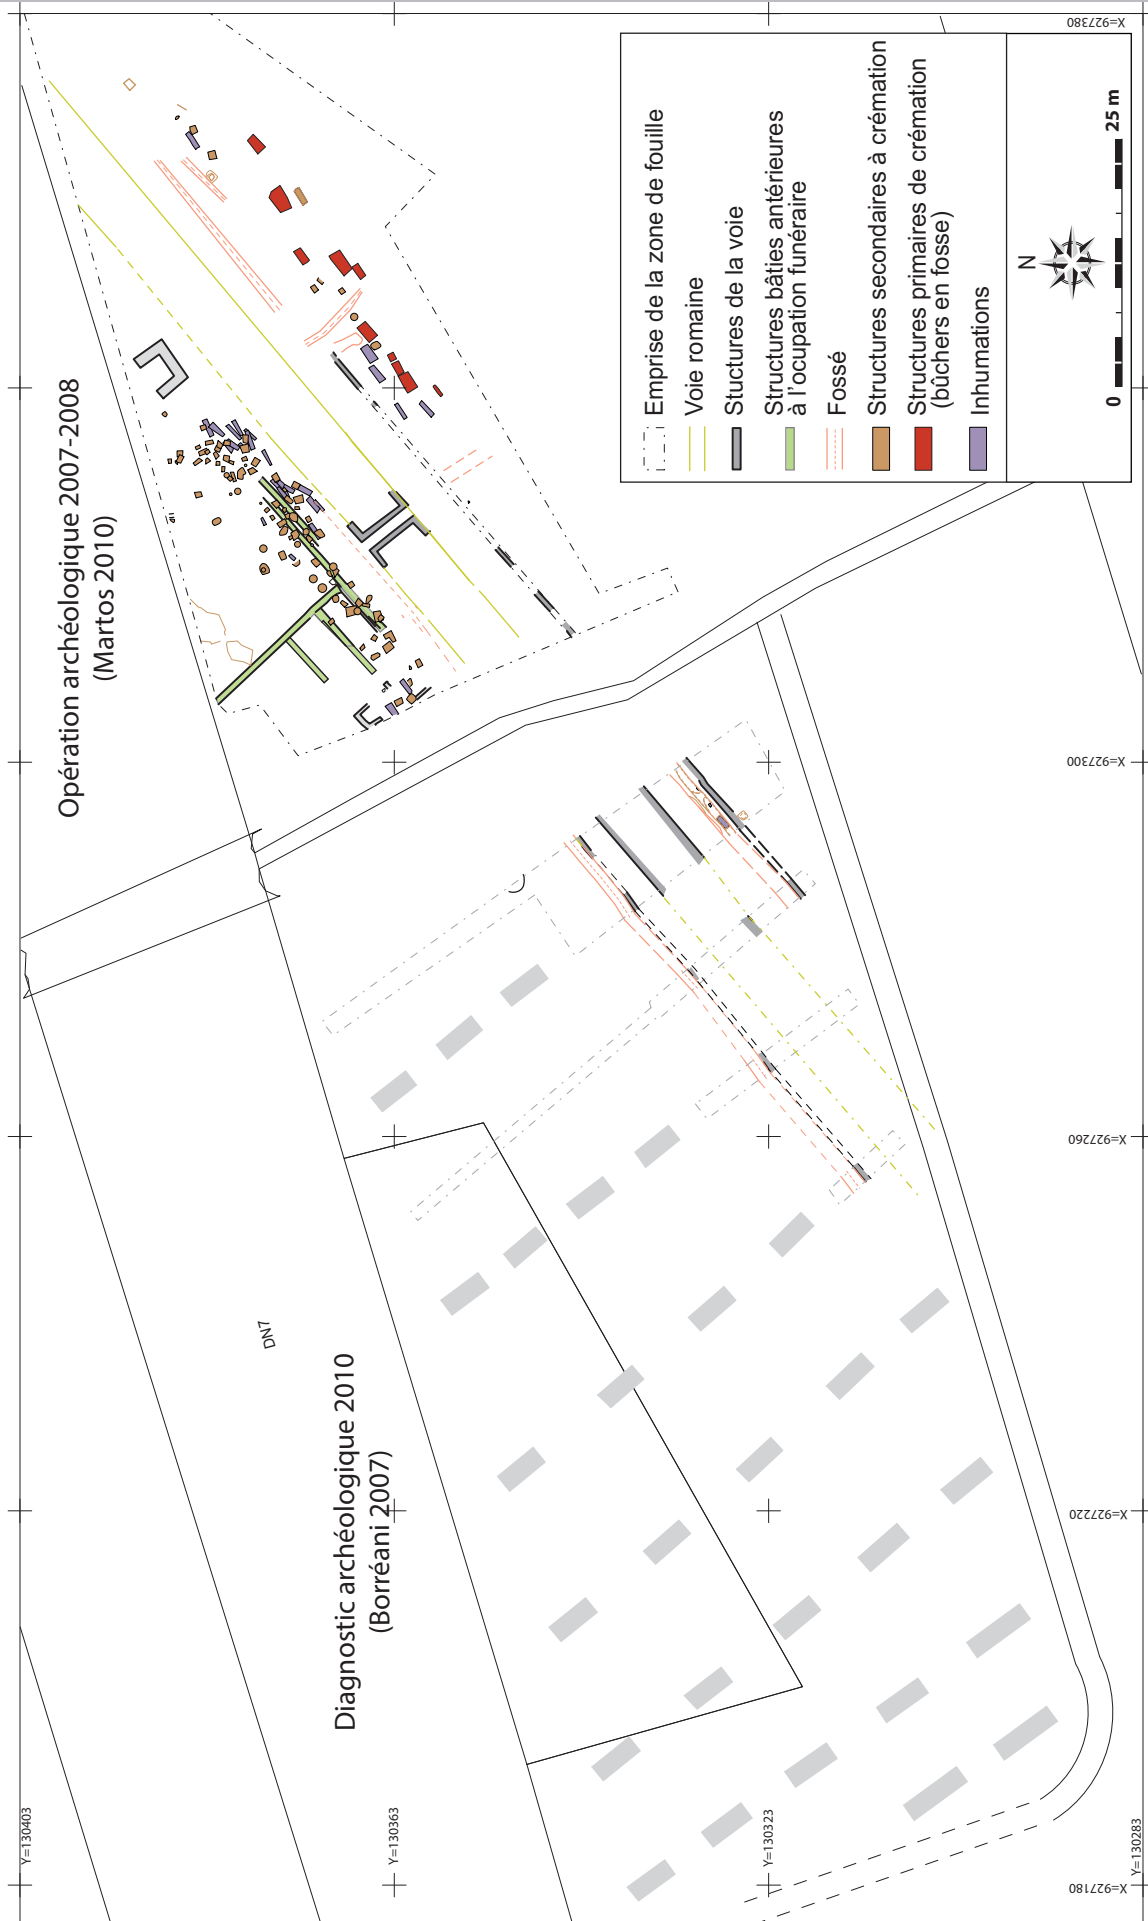 Opération archéologique 2007-2008
(Martos 2010)
Diagnostic archéologique 2010
(Borréani 2007)
DN7
Emprise de la zone de fouille
Voie romaine
Stuctures de la voie
Structures bâties antérieures
à l'ocupation funéraire
Fossé
Structures secondaires à crémation
Structures primaires de crémation
(bûchers en fosse)
Inhumations
N
0 25 m
Y=130403
Y=130363
Y=130323
Y=130283
X=927180
X=927220
X=927260
X=927300
X=927380